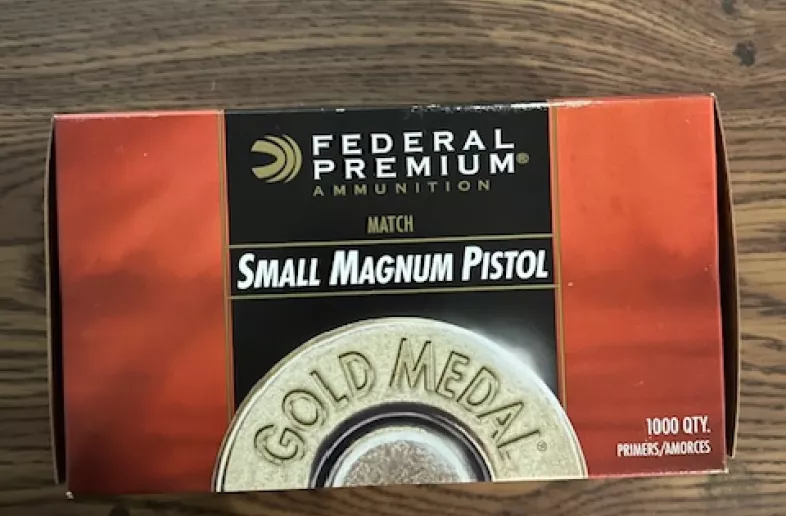 FEDERAL
PREMIUM®
AMMUNITION
MATCH
SMALL MAGNUM PISTOL
GOLD MEDAL®
1000 QTY.
PRIMERS/AMORCES